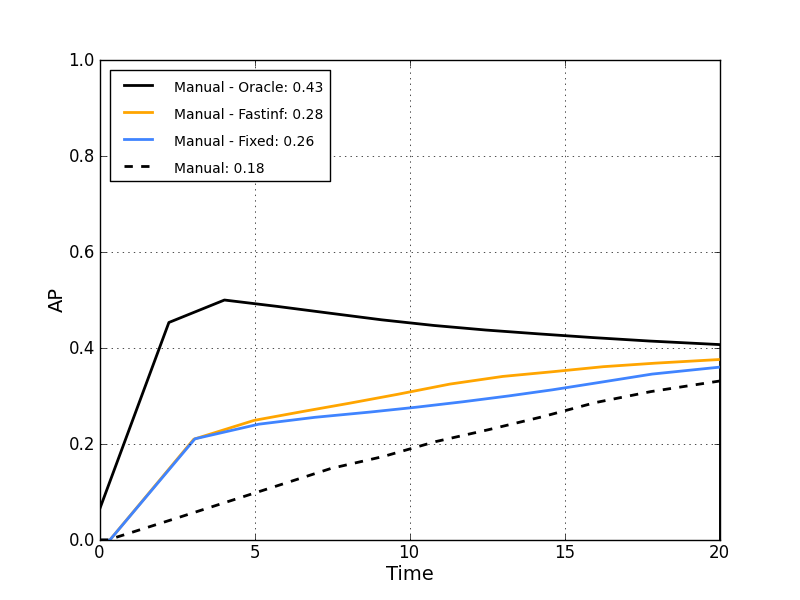 1.0
0.8
0.6
0.4
0.2
0.0
AP
Manual - Oracle: 0.43
Manual - Fastinf: 0.28
Manual - Fixed: 0.26
Manual: 0.18
0 5 10 15 20
Time